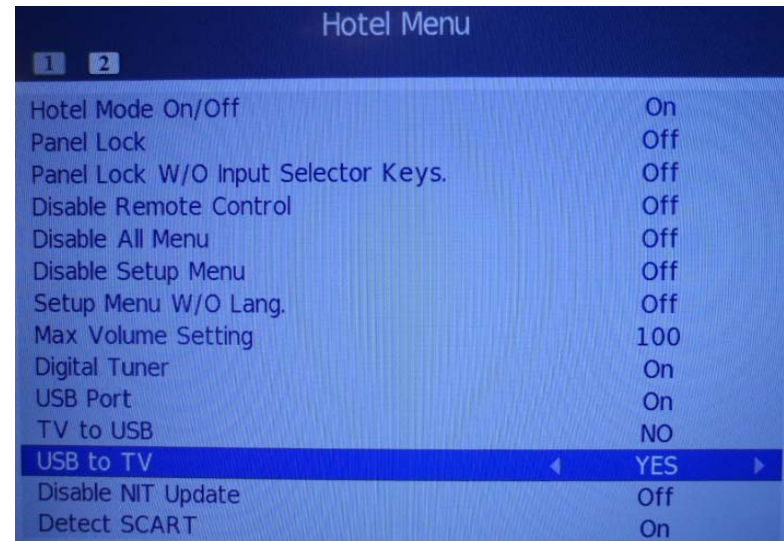 Hotel Menu
1 2
Hotel Mode On/Off On
Panel Lock Off
Panel Lock W/O Input Selector Keys. Off
Disable Remote Control Off
Disable All Menu Off
Disable Setup Menu Off
Setup Menu W/O Lang. Off
Max Volume Setting 100
Digital Tuner On
USB Port On
TV to USB NO
USB to TV YES
Disable NIT Update Off
Detect SCART On